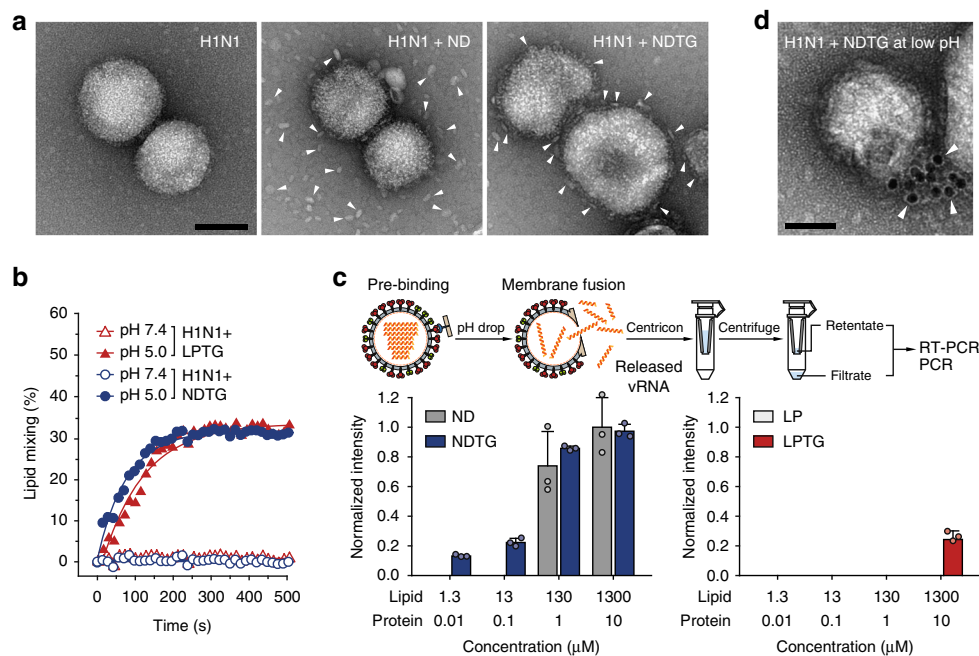 a
H1N1
H1N1 + ND
H1N1 + NDTG
d
H1N1 + NDTG at low pH
b
60
50
40
30
20
10
0
Lipid mixing (%)
pH 7.4 H1N1+
pH 5.0 LPTG
pH 7.4 H1N1+
pH 5.0 NDTG
0 100 200 300 400 500
Time (s)
c
Pre-binding
pH drop
Membrane fusion
Released
vRNA
Centricon
Centrifuge
Retentate
Filtrate
RT-PCR
PCR
Normalized intensity
1.2
1.0
0.8
0.6
0.4
0.2
0.0
ND
NDTG
Lipid 1.3 13 130 1300
Protein 0.01 0.1 1 10
Concentration (μM)
Normalized intensity
1.2
1.0
0.8
0.6
0.4
0.2
0.0
LP
LPTG
Lipid 1.3 13 130 1300
Protein 0.01 0.1 1 10
Concentration (μM)